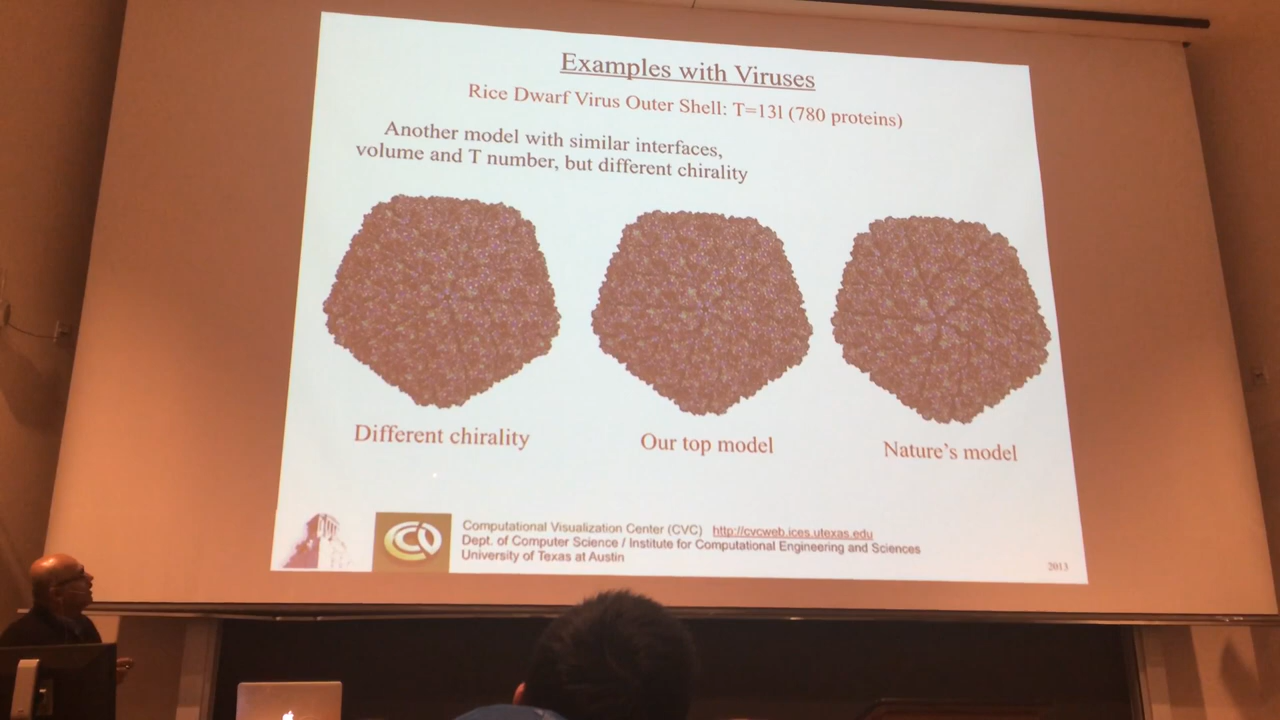 Examples with Viruses
Rice Dwarf Virus Outer Shell: T=13l (780 proteins)
Another model with similar interfaces,
volume and T number, but different chirality
Different chirality
Our top model
Nature's model
Computational Visualization Center (CVC) http://cvcweb.ices.utexas.edu
Dept. of Computer Science / Institute for Computational Engineering and Sciences
University of Texas at Austin
2013